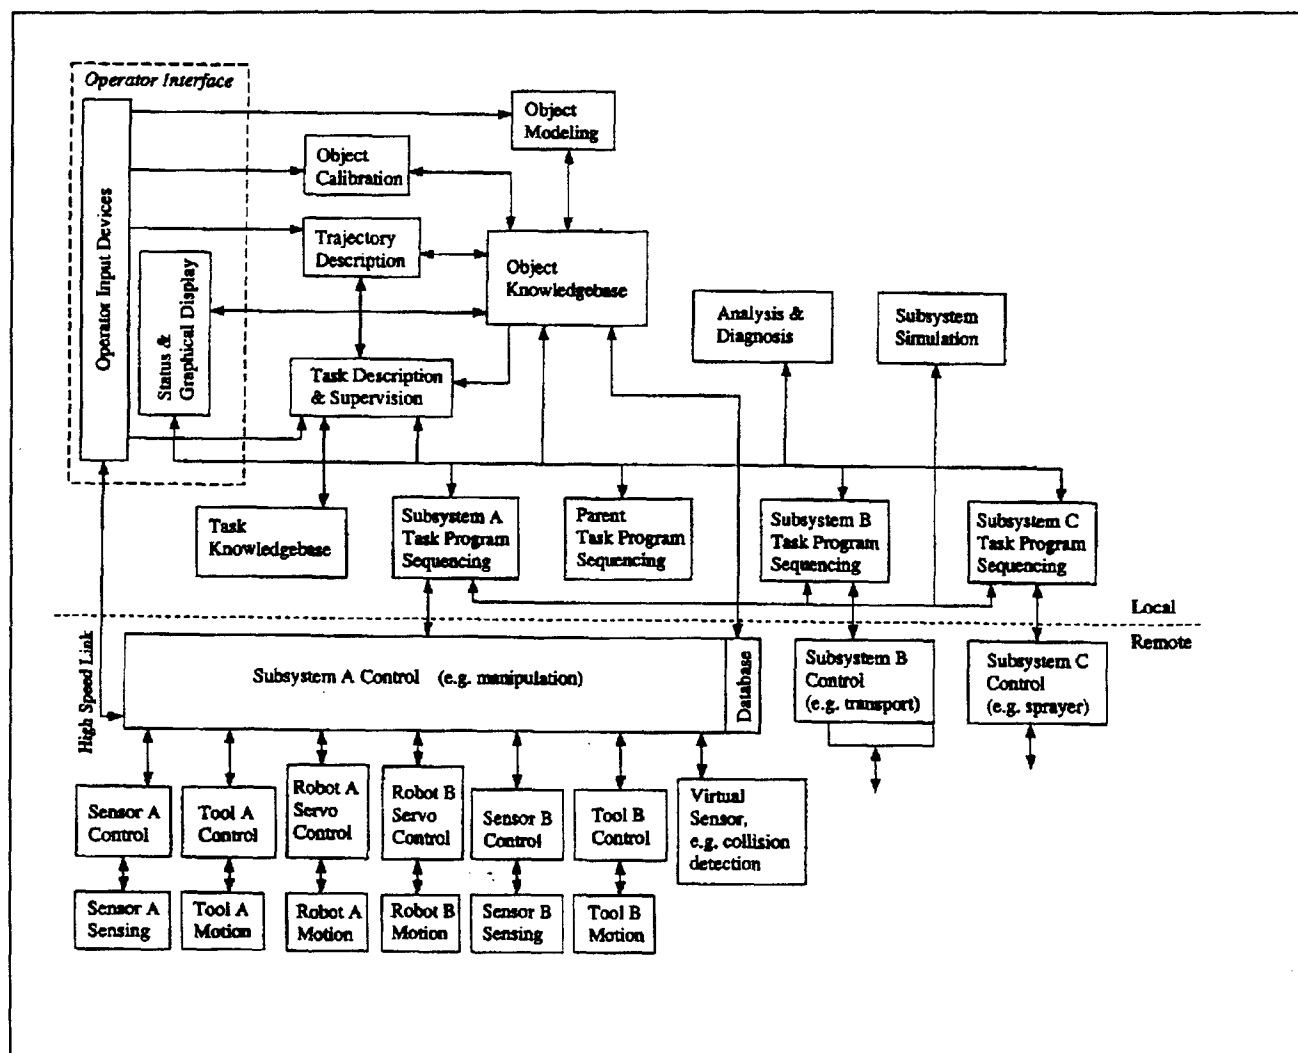 Operator Interface
Operator Input Devices
Status &
Graphical Display
Object
Modeling
Object
Calibration
Trajectory
Description
Object
Knowledgebase
Analysis &
Diagnosis
Subsystem
Simulation
Task Description
& Supervision
Task
Knowledgebase
Subsystem A
Task Program
Sequencing
Parent
Task Program
Sequencing
Subsystem B
Task Program
Sequencing
Subsystem C
Task Program
Sequencing
Local
Remote
High Speed Link
Subsystem A Control (e.g. manipulation)
Database
Subsystem B
Control
(e.g. transport)
Subsystem C
Control
(e.g. sprayer)
Sensor A
Control
Tool A
Control
Robot A
Servo
Control
Robot B
Servo
Control
Sensor B
Control
Tool B
Control
Virtual
Sensor,
e.g. collision
detection
Sensor A
Sensing
Tool A
Motion
Robot A
Motion
Robot B
Motion
Sensor B
Sensing
Tool B
Motion